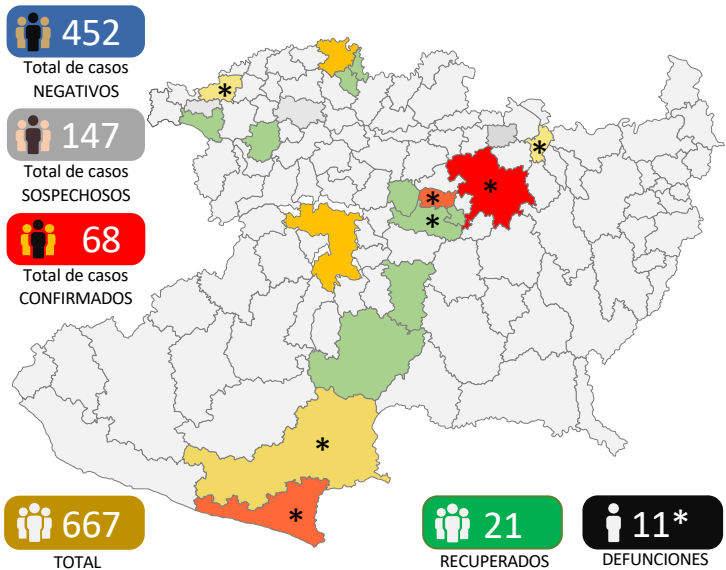 452
Total de casos
NEGATIVOS
147
Total de casos
SOSPECHOSOS
68
Total de casos
CONFIRMADOS
*
*
*
*
*
*
*
667
TOTAL
21
RECUPERADOS
11*
DEFUNCIONES